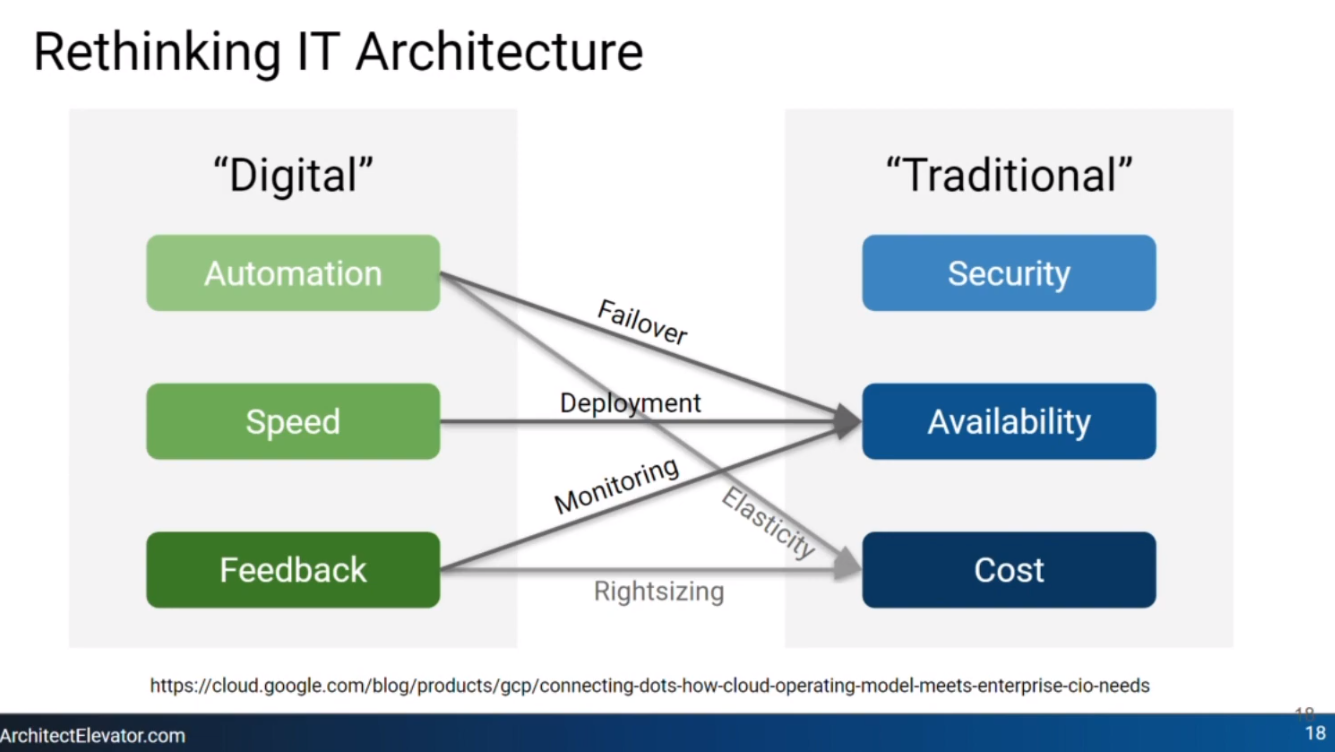 Rethinking IT Architecture
“Digital”
“Traditional”
Automation
Security
Failover
Deployment
Speed
Availability
Monitoring
Elasticity
Feedback
Cost
Rightsizing
https://cloud.google.com/blog/products/gcp/connecting-dots-how-cloud-operating-model-meets-enterprise-cio-needs
18
ArchitectElevator.com
18